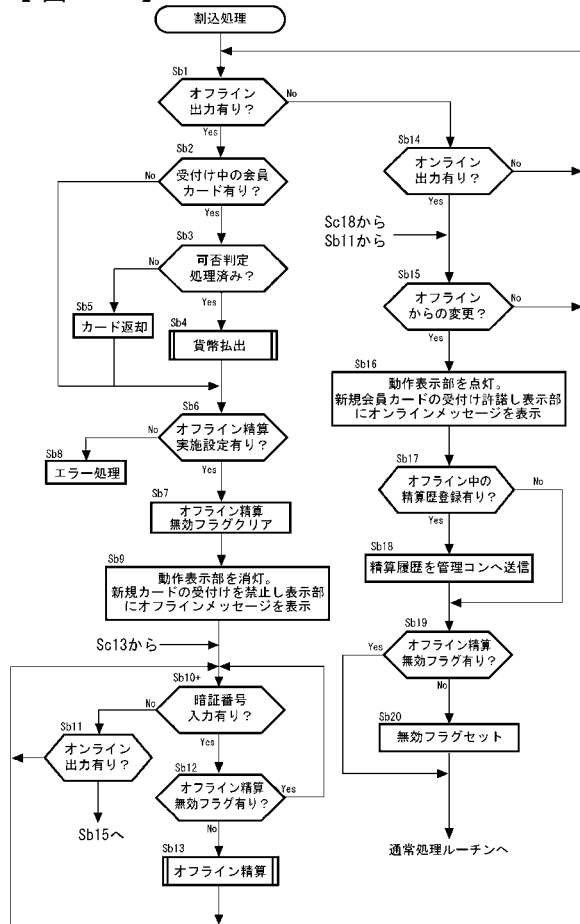 割込処理
Sb1
オフライン
出力有り？
No
Yes
Sb2
受付け中の会員
カード有り？
No
Yes
Sb3
可否判定
処理済み？
No
Yes
Sb5
カード返却
Sb4
貨幣払出
Sb6
オフライン精算
実施設定有り？
No
Yes
Sb8
エラー処理
Sb7
オフライン精算
無効フラグクリア
Sb9
動作表示部を消灯。
新規カードの受付けを禁止し表示部
にオフラインメッセージを表示
Sc13から
Sb10+
暗証番号
入力有り？
No
Yes
Sb11
オンライン
出力有り？
Sb15へ
Sb12
オフライン精算
無効フラグ有り？
Yes
No
Sb13
オフライン精算
Sb14
オンライン
出力有り？
No
Yes
Sc18から
Sb11から
Sb15
オフライン
からの変更？
No
Yes
Sb16
動作表示部を点灯。
新規会員カードの受付け許諾し表示部
にオンラインメッセージを表示
Sb17
オフライン中の
精算歴登録有り？
No
Yes
Sb18
精算履歴を管理コンへ送信
Sb19
オフライン精算
無効フラグ有り？
Yes
No
Sb20
無効フラグセット
通常処理ルーチンへ